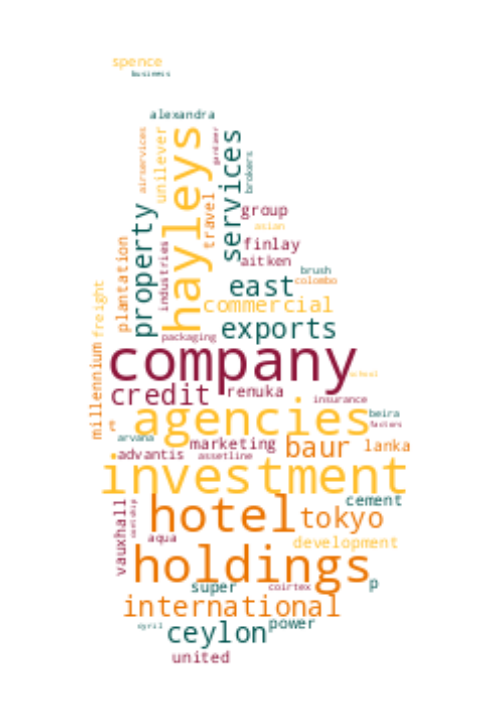 spence
business
alexandra
airservices
unilever
hayleys
gardiner
services
brokers
property
travel
group
asian
finlay
aitken
plantation
industries
freight
east
brush
colombo
commercial
exports
packaging
millennium
company
school
credit
renuka
insurance
agencies
beira
factors
arvana
marketing
baur
lanka
advantis
assetline
investment
vauxhall
hotel
tokyo
cement
aqua
development
holdings
super
coirtex
p
international
cyril
ceylon
power
united